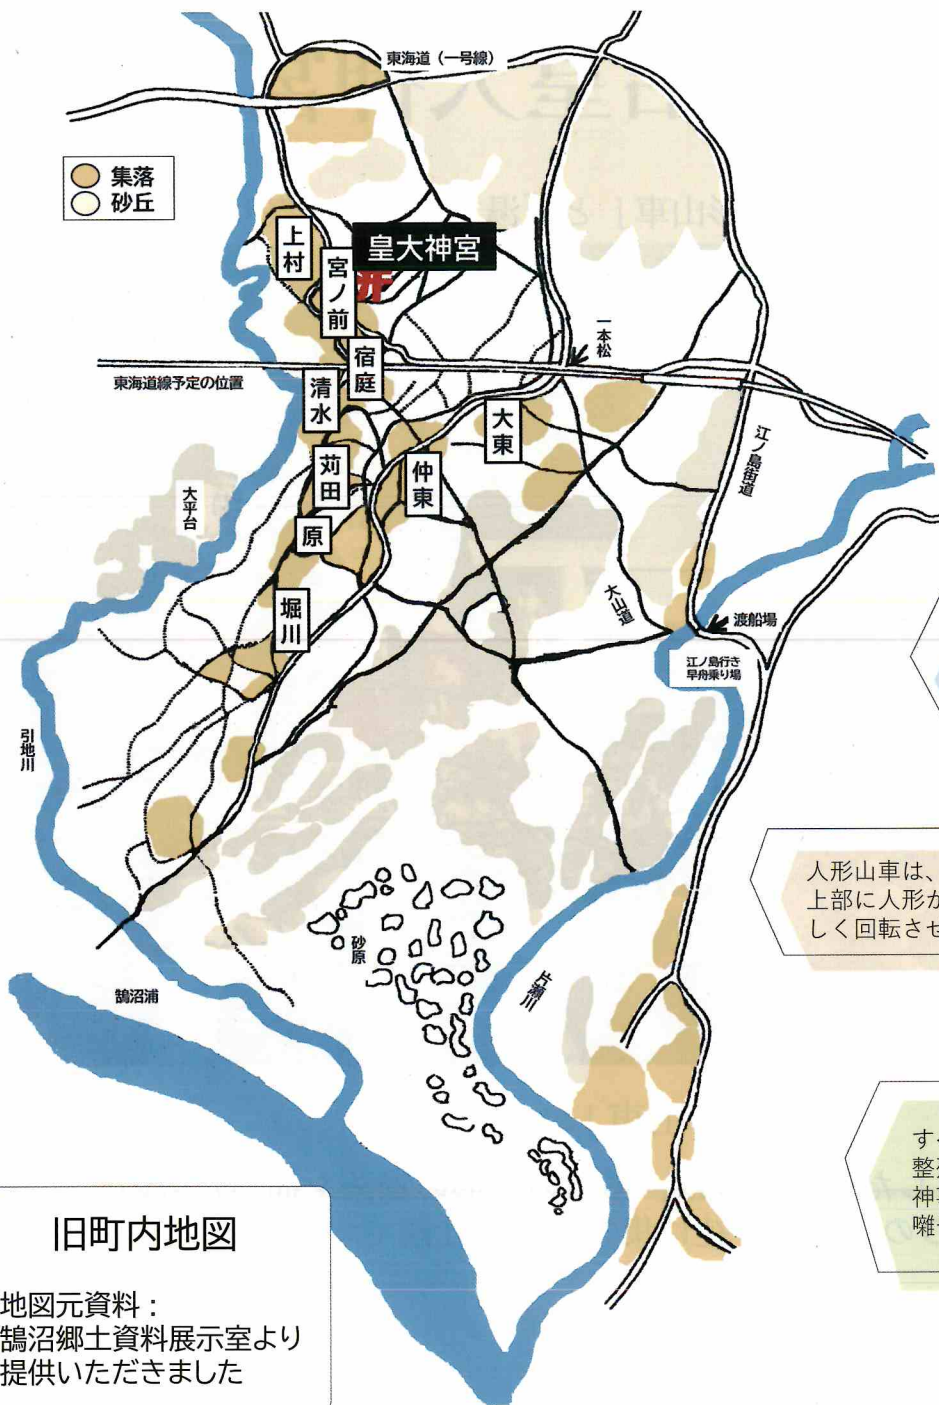 東海道（一号線）
集落
砂丘
上村
皇大神宮
宮ノ前
一本松
宿庭
東海道線予定の位置
清水
大東
江ノ島街道
苅田
仲東
大平台
原
大山道
堀川
渡船場
江ノ島行き
早舟乗り場
引地川
人形山車は、
上部に人形か
しく回転させ
砂原
片瀬川
鵠沼浦
す
整
神
囃
旧町内地図
地図元資料：
鵠沼郷土資料展示室より
提供いただきました